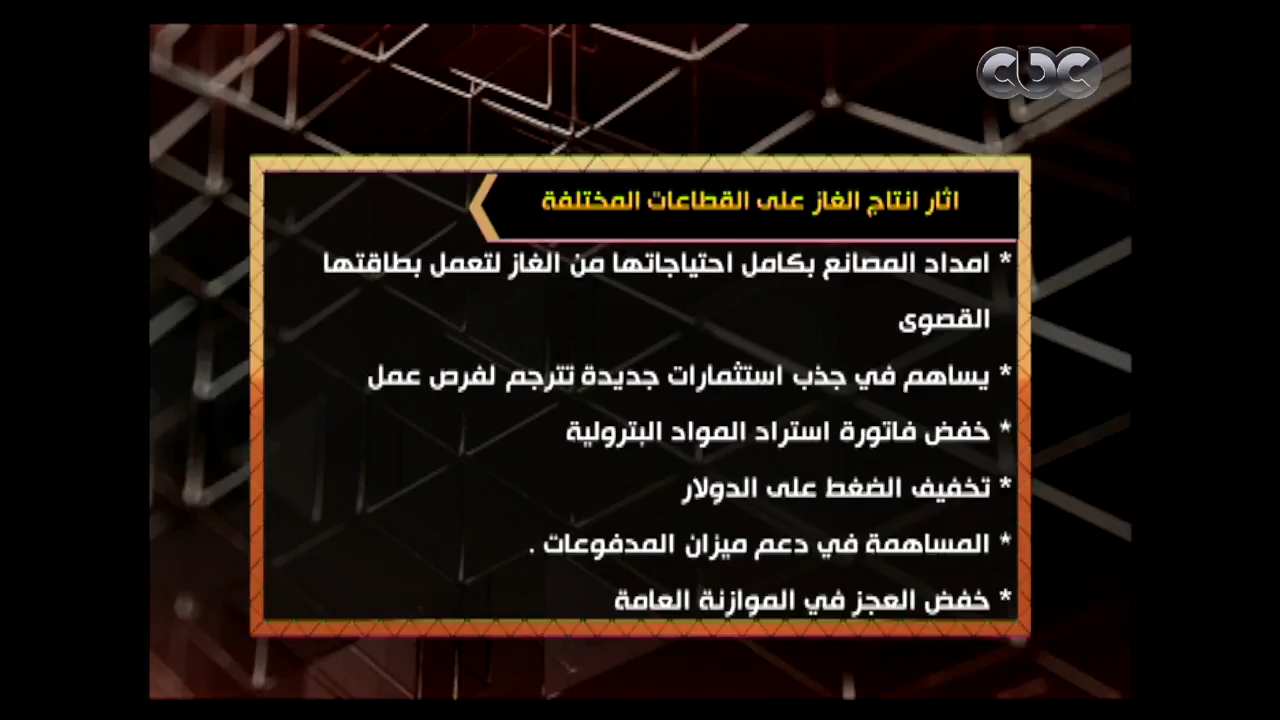 cbc
اثار انتاج الغاز على القطاعات المختلفة
* امداد المصانع بكامل احتياجاتها من الغاز لتعمل بطاقتها
القصوى
* يساهم في جذب استثمارات جديدة تترجم لفرص عمل
* خفض فاتورة استراد المواد البترولية
* تخفيف الضغط على الدولار
* المساهمة في دعم ميزان المدفوعات .
* خفض العجز في الموازنة العامة